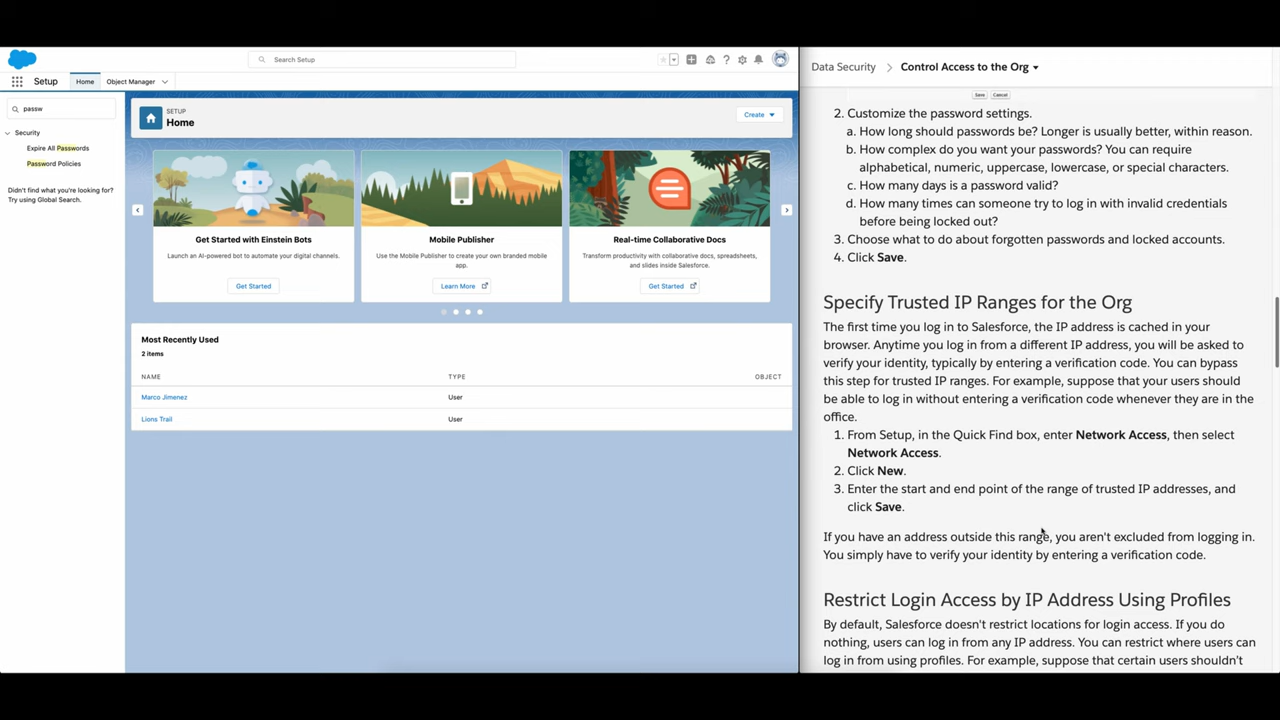 Search Setup
Setup
Home
Object Manager
passw
Security
Expire All Passwords
Password Policies
Didn't find what you're looking for?
Try using Global Search.
SETUP
Home
Create
Get Started with Einstein Bots
Launch an AI-powered bot to automate your digital channels.
Get Started
Mobile Publisher
Use the Mobile Publisher to create your own branded mobile
app.
Learn More
Real-time Collaborative Docs
Transform productivity with collaborative docs, spreadsheets,
and slides inside Salesforce.
Get Started
Most Recently Used
2 items
NAME TYPE OBJECT
Marco Jimenez User
Lions Trail User
Data Security > Control Access to the Org
Save Cancel
2. Customize the password settings.
a. How long should passwords be? Longer is usually better, within reason.
b. How complex do you want your passwords? You can require
alphabetical, numeric, uppercase, lowercase, or special characters.
c. How many days is a password valid?
d. How many times can someone try to log in with invalid credentials
before being locked out?
3. Choose what to do about forgotten passwords and locked accounts.
4. Click Save.
Specify Trusted IP Ranges for the Org
The first time you log in to Salesforce, the IP address is cached in your
browser. Anytime you log in from a different IP address, you will be asked to
verify your identity, typically by entering a verification code. You can bypass
this step for trusted IP ranges. For example, suppose that your users should
be able to log in without entering a verification code whenever they are in the
office.
1. From Setup, in the Quick Find box, enter Network Access, then select
Network Access.
2. Click New.
3. Enter the start and end point of the range of trusted IP addresses, and
click Save.
If you have an address outside this range, you aren't excluded from logging in.
You simply have to verify your identity by entering a verification code.
Restrict Login Access by IP Address Using Profiles
By default, Salesforce doesn't restrict locations for login access. If you do
nothing, users can log in from any IP address. You can restrict where users can
log in from using profiles. For example, suppose that certain users shouldn't